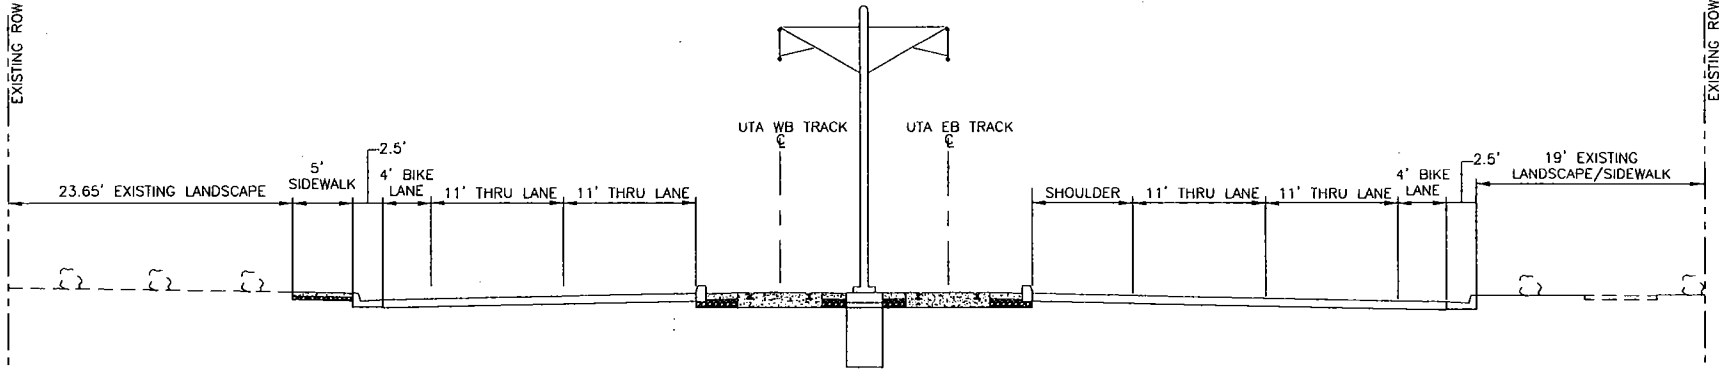 EXISTING ROW
23.65' EXISTING LANDSCAPE
5'
SIDEWALK
2.5'
4' BIKE
LANE
11' THRU LANE
11' THRU LANE
UTA WB TRACK
℄
UTA EB TRACK
℄
SHOULDER
11' THRU LANE
11' THRU LANE
4' BIKE
LANE
2.5'
19' EXISTING
LANDSCAPE/SIDEWALK
EXISTING ROW